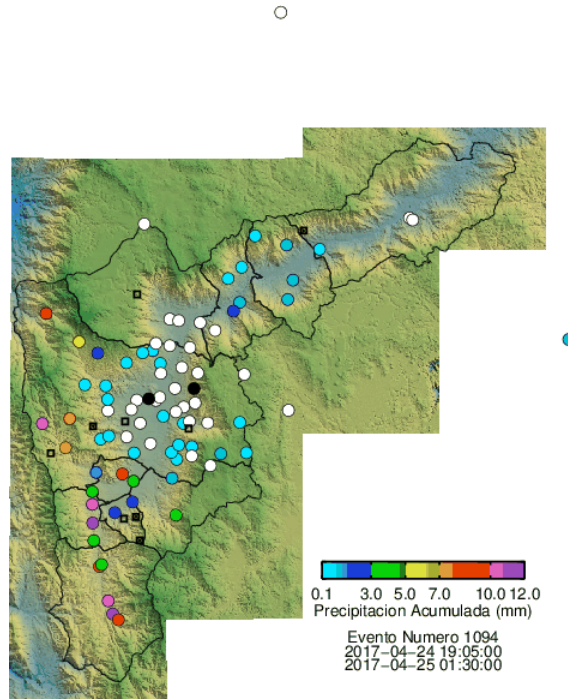 0.1 3.0 5.0 7.0 10.0 12.0
Precipitacion Acumulada (mm)
Evento Numero 1094
2017-04-24 19:05:00
2017-04-25 01:30:00